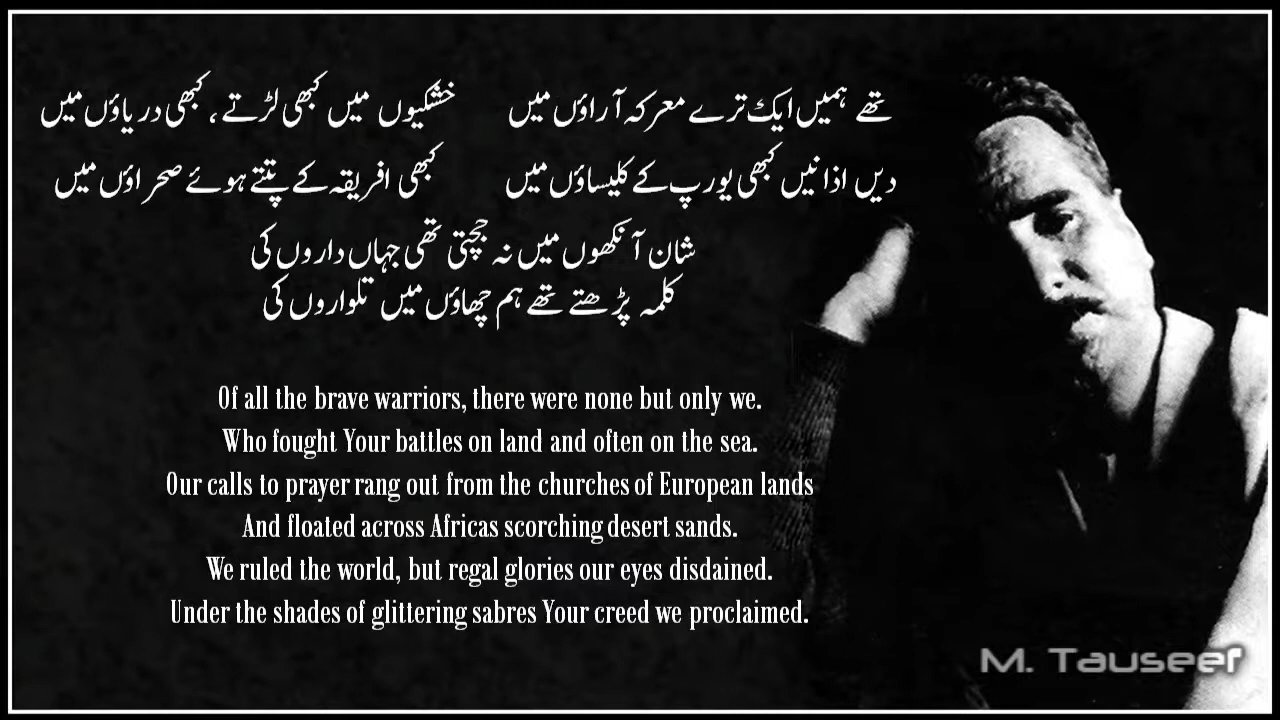 تھے ہمیں ایک ترے معرکہ آراؤں میں خشکیوں میں کبھی لڑتے ، کبھی دریاؤں میں
دیں اذانیں کبھی یورپ کے کلیساؤں میں کبھی افریقہ کے تپتے ہوئے صحراؤں میں
شان آنکھوں میں نہ جچتی تھی جہاں داروں کی
کلمہ پڑھتے تھے ہم چھاؤں میں تلواروں کی
Of all the brave warriors, there were none but only we.
Who fought Your battles on land and often on the sea.
Our calls to prayer rang out from the churches of European lands
And floated across Africas scorching desert sands.
We ruled the world, but regal glories our eyes disdained.
Under the shades of glittering sabres Your creed we proclaimed.
M. Tauseef